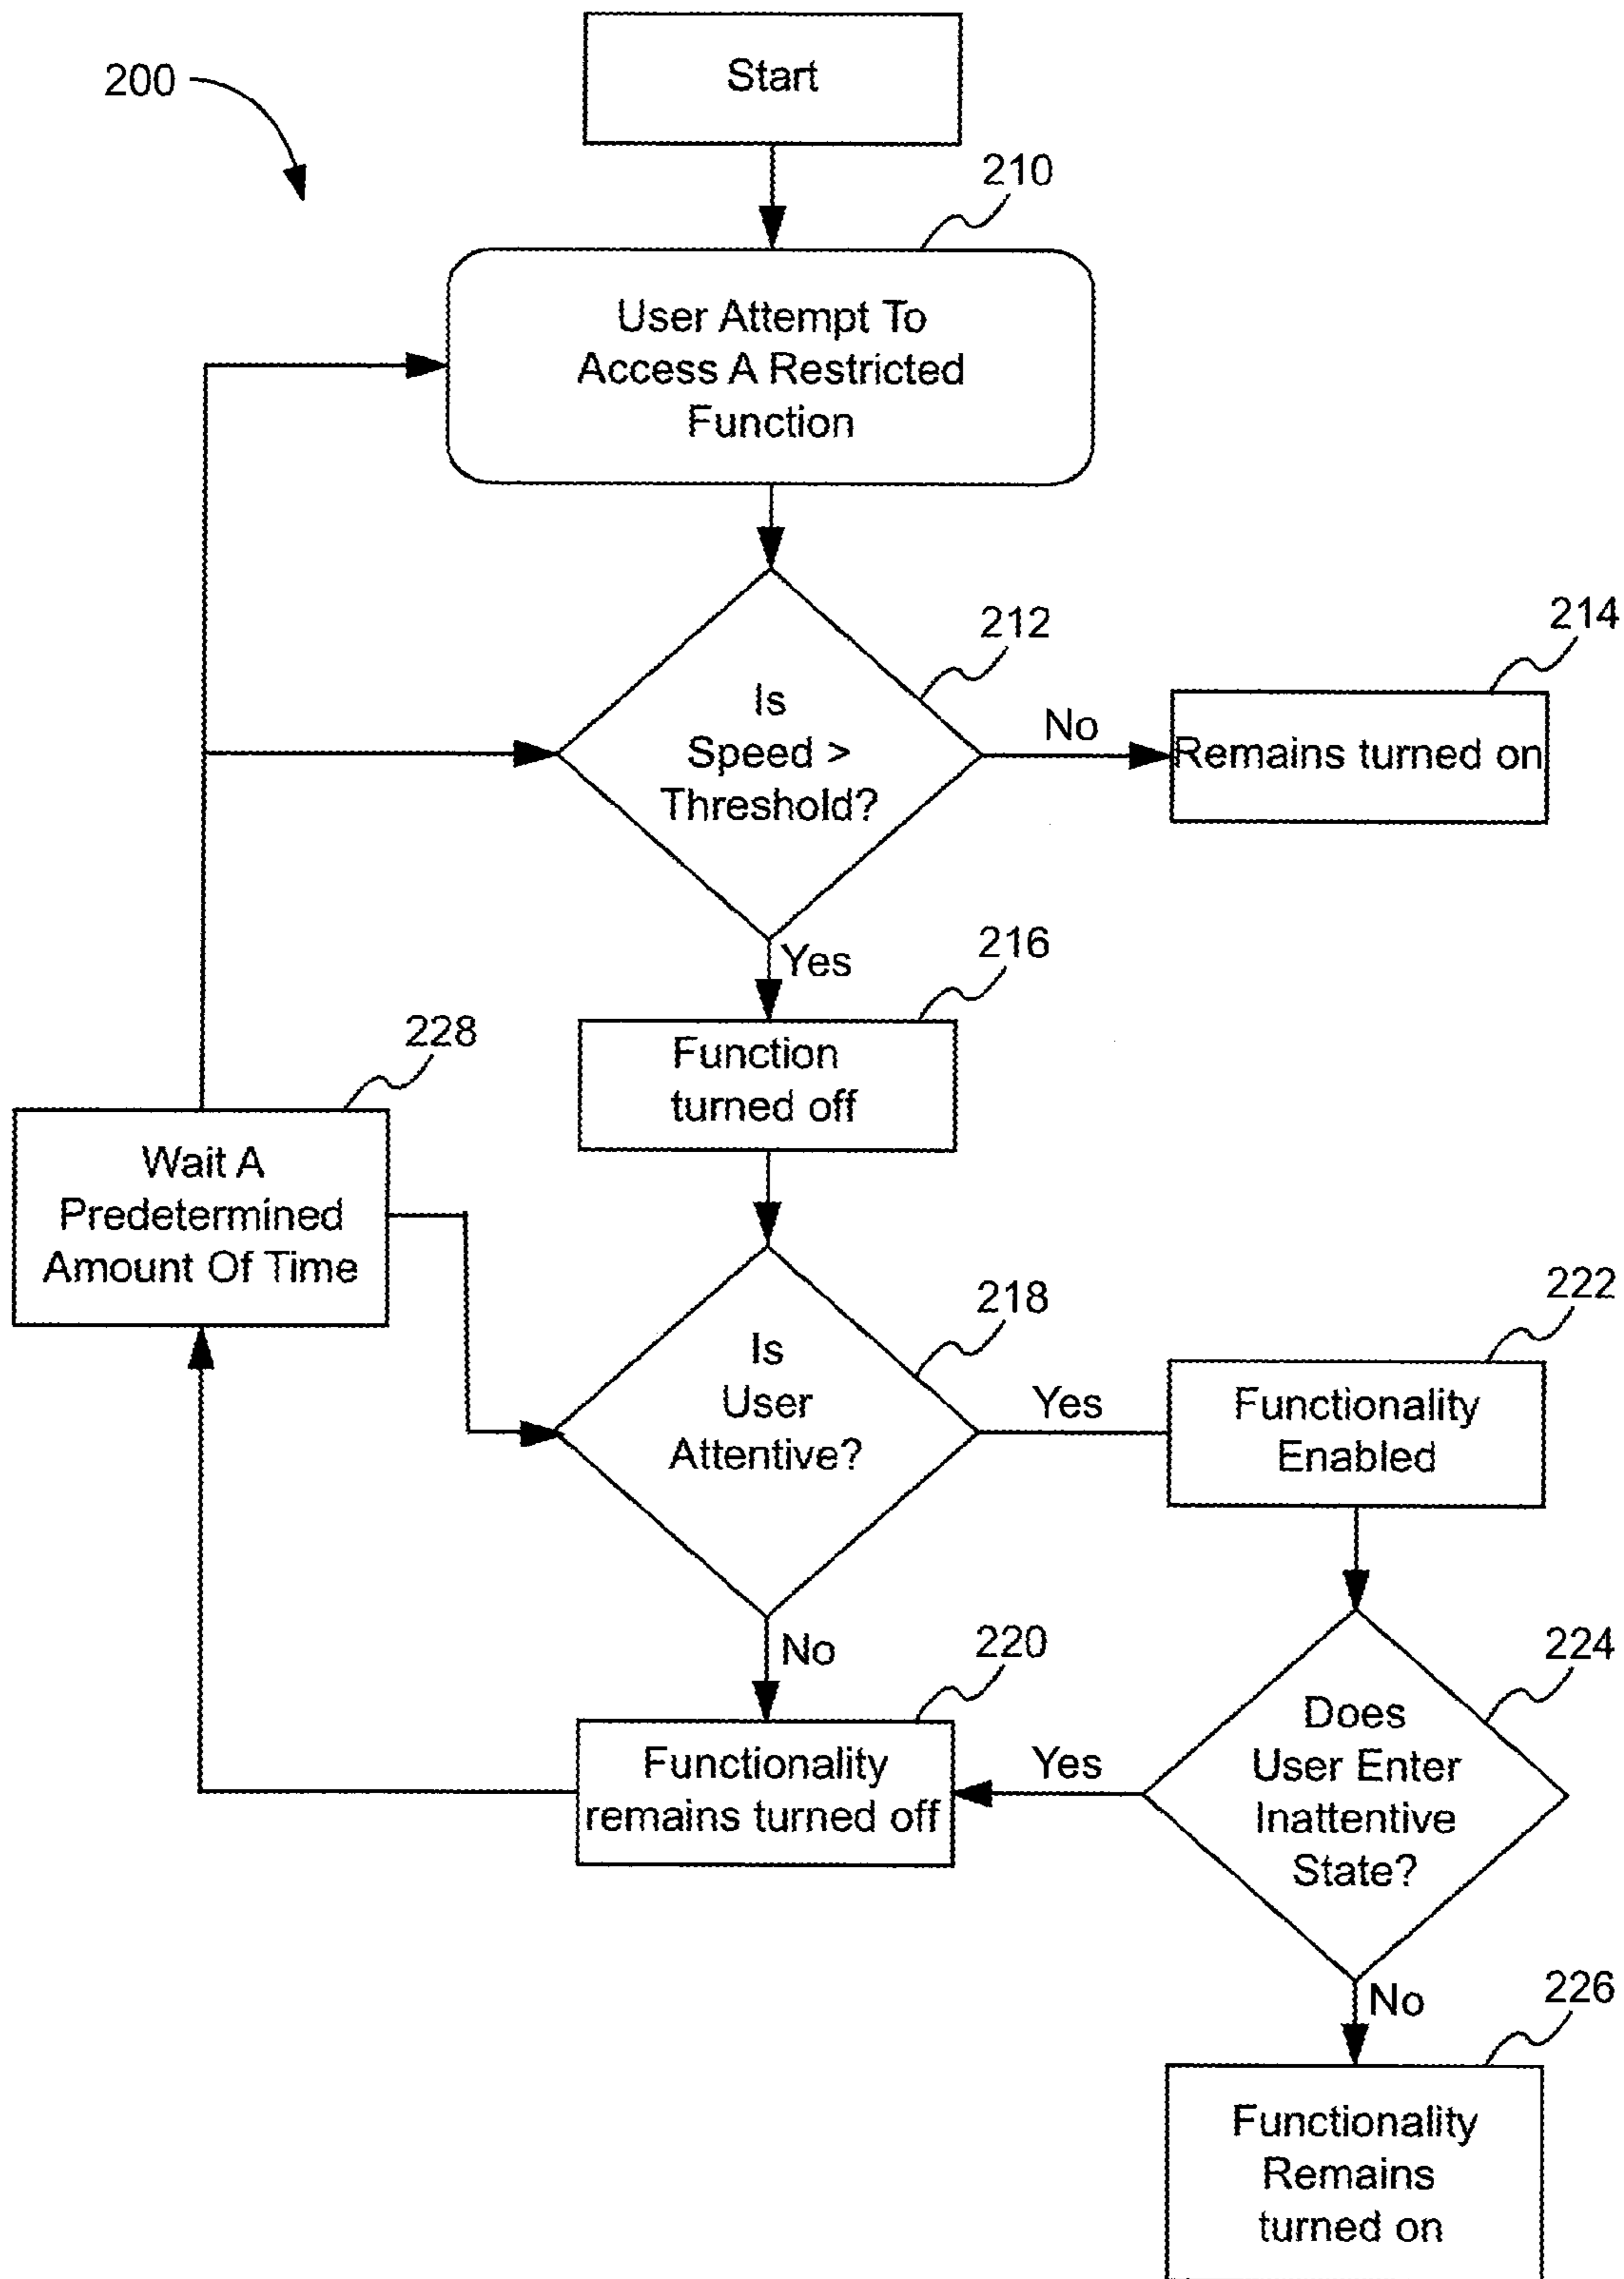 200
Start
210
User Attempt To
Access A Restricted
Function
212
Is
Speed >
Threshold?
No
214
Remains turned on
Yes
216
Function
turned off
228
Wait A
Predetermined
Amount Of Time
218
Is
User
Attentive?
Yes
222
Functionality
Enabled
No
220
Functionality
remains turned off
Yes
224
Does
User Enter
Inattentive
State?
No
226
Functionality
Remains
turned on